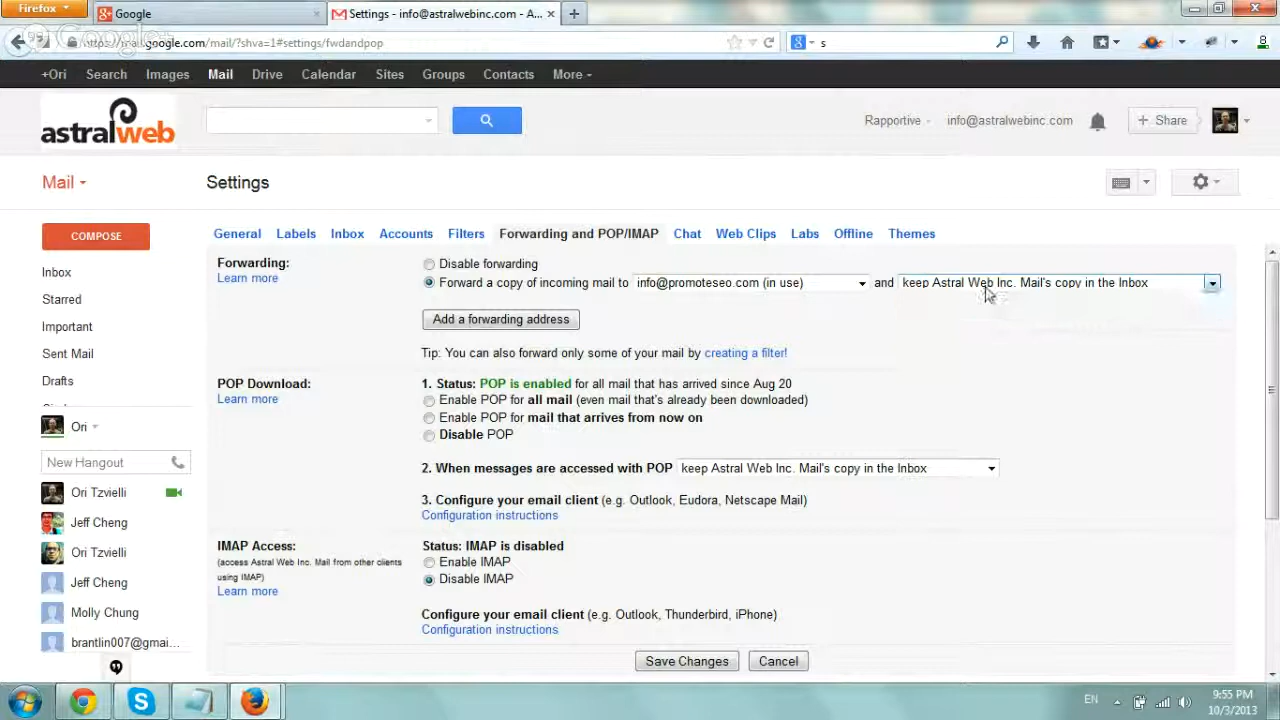 Firefox
Google
Settings - info@astralwebinc.com - A...
google.com/mail/?shva=1#settings/fwdandpop
s
+Ori Search Images Mail Drive Calendar Sites Groups Contacts More
astralweb
Rapportive info@astralwebinc.com + Share
Mail Settings
COMPOSE
General Labels Inbox Accounts Filters Forwarding and POP/IMAP Chat Web Clips Labs Offline Themes
Inbox
Starred
Important
Sent Mail
Drafts
Ori
New Hangout
Ori Tzvielli
Jeff Cheng
Ori Tzvielli
Jeff Cheng
Molly Chung
brantlin007@gmai...
Forwarding:
Learn more
Disable forwarding
Forward a copy of incoming mail to info@promoteseo.com (in use) and keep Astral Web Inc. Mail's copy in the Inbox
Add a forwarding address
Tip: You can also forward only some of your mail by creating a filter!
POP Download:
Learn more
1. Status: POP is enabled for all mail that has arrived since Aug 20
Enable POP for all mail (even mail that's already been downloaded)
Enable POP for mail that arrives from now on
Disable POP
2. When messages are accessed with POP keep Astral Web Inc. Mail's copy in the Inbox
3. Configure your email client (e.g. Outlook, Eudora, Netscape Mail)
Configuration instructions
IMAP Access:
(access Astral Web Inc. Mail from other clients
using IMAP)
Learn more
Status: IMAP is disabled
Enable IMAP
Disable IMAP
Configure your email client (e.g. Outlook, Thunderbird, iPhone)
Configuration instructions
Save Changes Cancel
EN
9:55 PM
10/3/2013